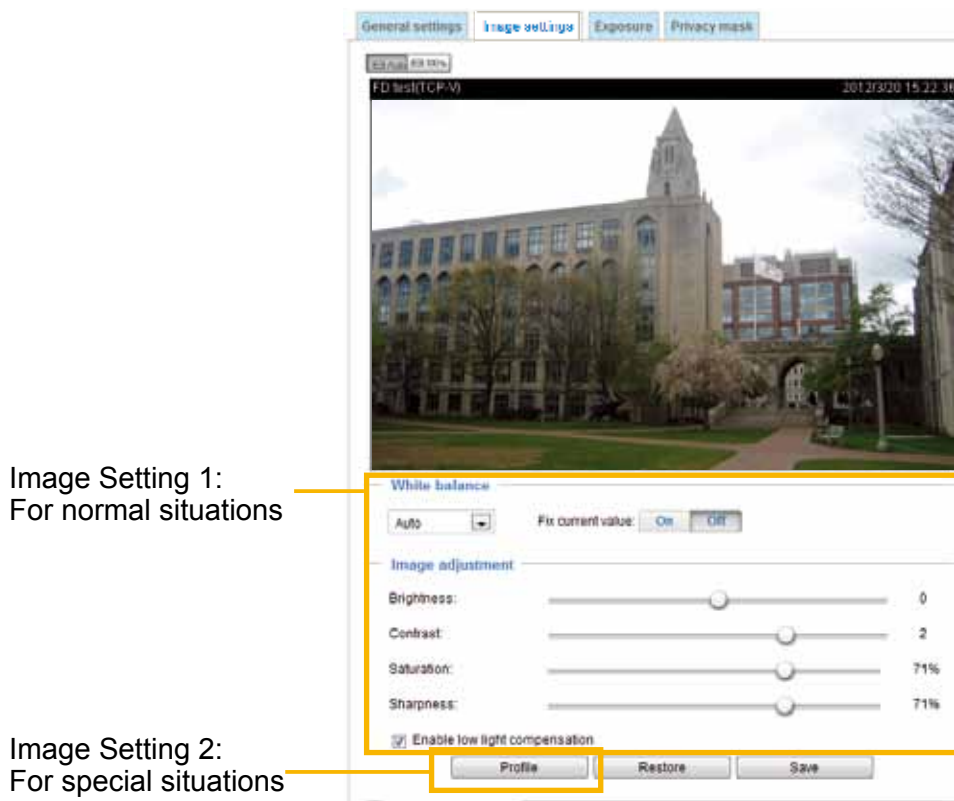 General settings Image settings Exposure Privacy mask
Auto 100%
FD test(TCP-V) 2012/3/20 15:22:36
Image Setting 1:
For normal situations
White balance
Auto Fix current value: On Off
Image adjustment
Brightness: 0
Contrast: 2
Saturation: 71%
Sharpness: 71%
Enable low light compensation
Image Setting 2:
For special situations
Profile Restore Save